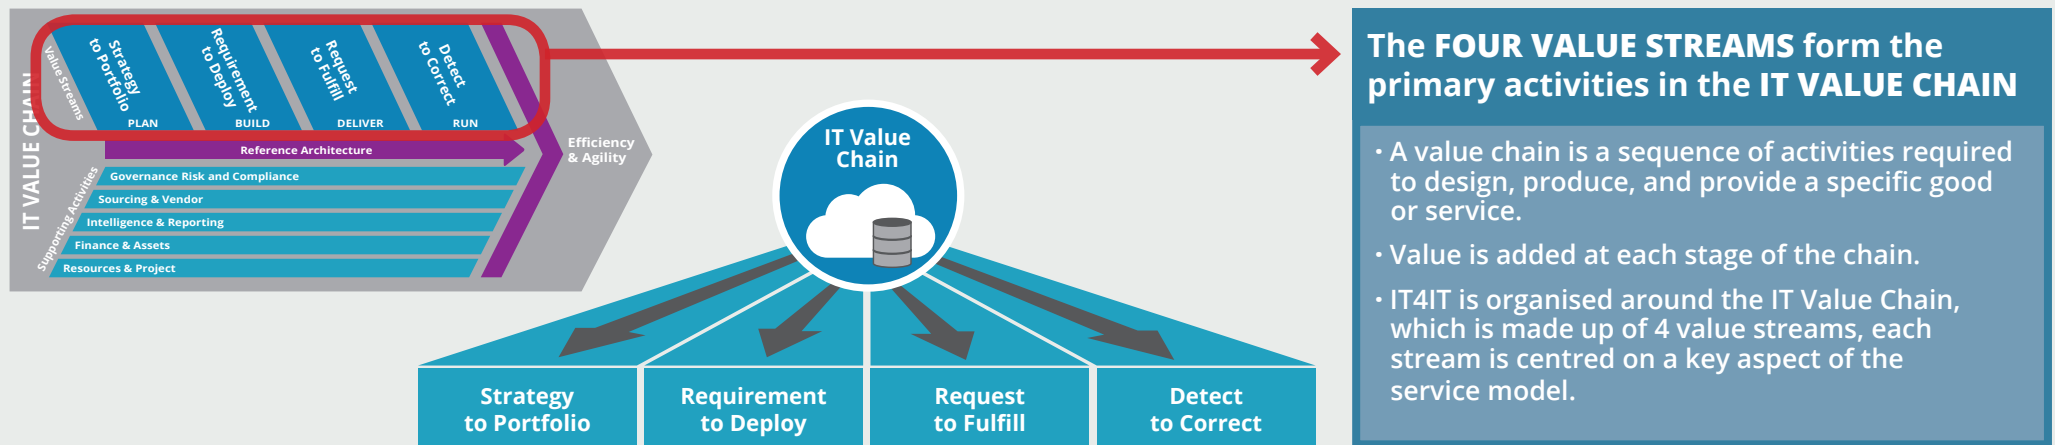 IT VALUE CHAIN
Value Streams
Strategy
to Portfolio
PLAN
Requirement
to Deploy
BUILD
Request
to Fulfill
DELIVER
Detect
to Correct
RUN
Efficiency
& Agility
Reference Architecture
Supporting Activities
Governance Risk and Compliance
Sourcing & Vendor
Intelligence & Reporting
Finance & Assets
Resources & Project
IT Value
Chain
Strategy
to Portfolio
Requirement
to Deploy
Request
to Fulfill
Detect
to Correct
The FOUR VALUE STREAMS form the
primary activities in the IT VALUE CHAIN
· A value chain is a sequence of activities required
to design, produce, and provide a specific good
or service.
· Value is added at each stage of the chain.
· IT4IT is organised around the IT Value Chain,
which is made up of 4 value streams, each
stream is centred on a key aspect of the
service model.